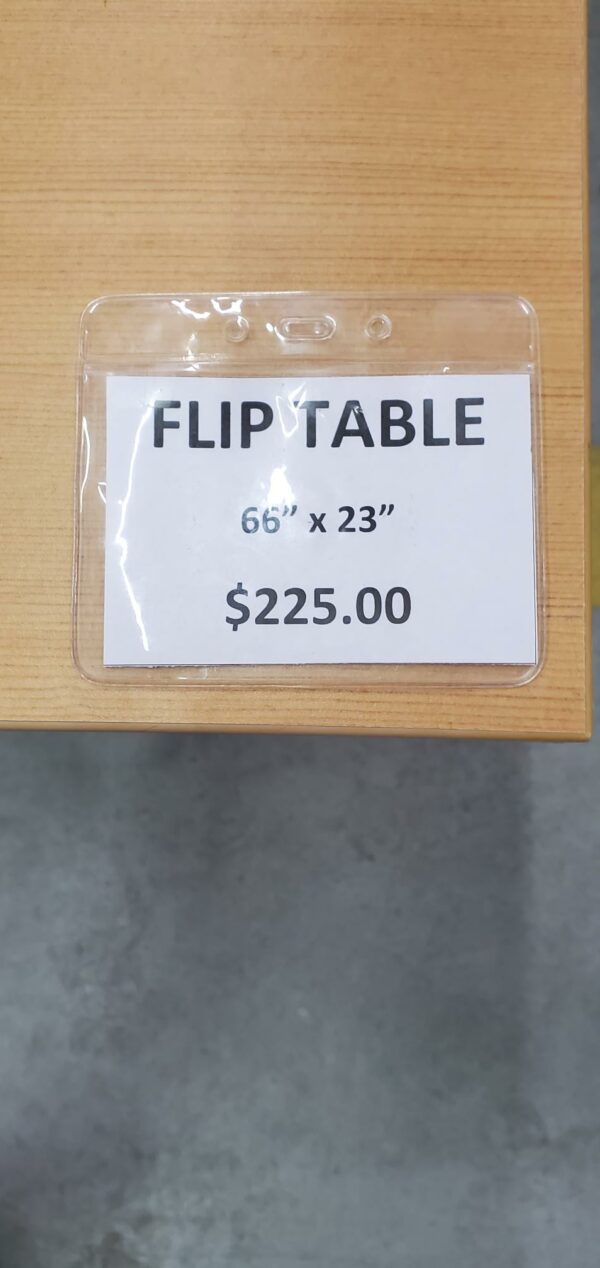 FLIP TABLE
66” x 23”
$225.00